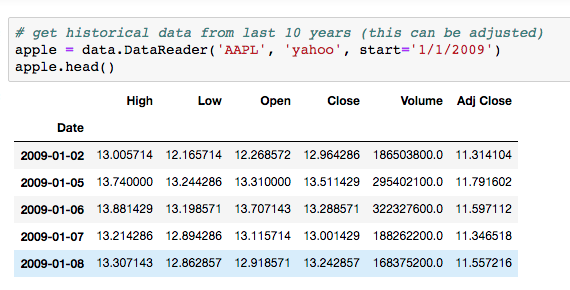 # get historical data from last 10 years (this can be adjusted)
apple = data.DataReader('AAPL', 'yahoo', start='1/1/2009')
apple.head()
High Low Open Close Volume Adj Close
Date
2009-01-02 13.005714 12.165714 12.268572 12.964286 186503800.0 11.314104
2009-01-05 13.740000 13.244286 13.310000 13.511429 295402100.0 11.791602
2009-01-06 13.881429 13.198571 13.707143 13.288571 322327600.0 11.597112
2009-01-07 13.214286 12.894286 13.115714 13.001429 188262200.0 11.346518
2009-01-08 13.307143 12.862857 12.918571 13.242857 168375200.0 11.557216